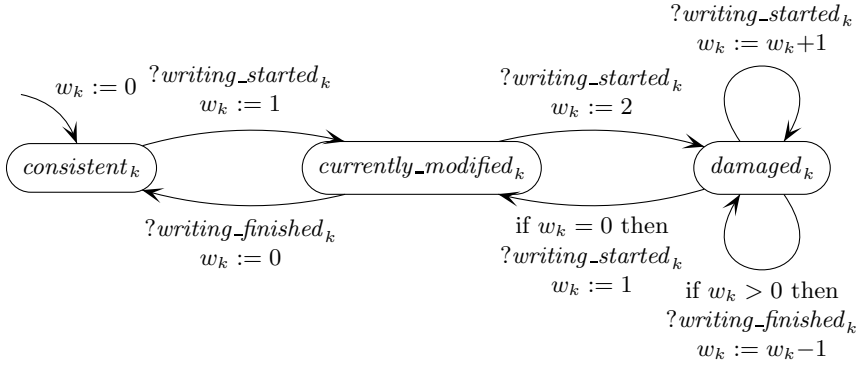 ?writing_started_k
w_k := w_k+1
w_k := 0
?writing_started_k
w_k := 1
?writing_started_k
w_k := 2
consistent_k
currently_modified_k
damaged_k
?writing_finished_k
w_k := 0
if w_k = 0 then
?writing_started_k
w_k := 1
if w_k > 0 then
?writing_finished_k
w_k := w_k−1